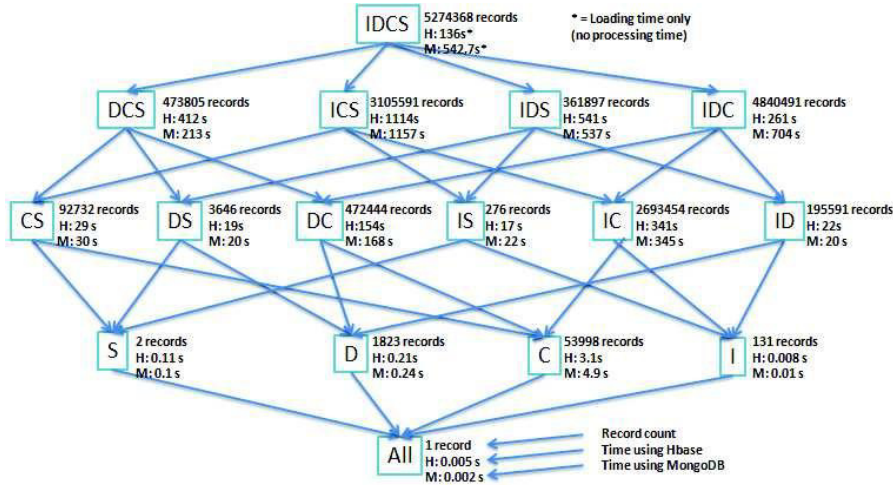 IDCS
5274368 records
H: 136s*
M: 542.7s*
* = Loading time only
(no processing time)
DCS
473805 records
H: 412 s
M: 213 s
ICS
3105591 records
H: 1114s
M: 1157s
IDS
361897 records
H: 541 s
M: 537 s
IDC
4840491 records
H: 261 s
M: 704 s
CS
92732 records
H: 29 s
M: 30 s
DS
3646 records
H: 19s
M: 20 s
DC
472444 records
H:154s
M: 168 s
IS
276 records
H: 17 s
M: 22 s
IC
2693454 records
H: 341s
M: 345 s
ID
195591 records
H: 22s
M: 20 s
S
2 records
H: 0.11 s
M: 0.1 s
D
1823 records
H: 0.21s
M: 0.24 s
C
53998 records
H: 3.1s
M: 4.9 s
I
131 records
H: 0.008 s
M: 0.01 s
All
1 record
H: 0.005 s
M: 0.002 s
Record count
Time using Hbase
Time using MongoDB